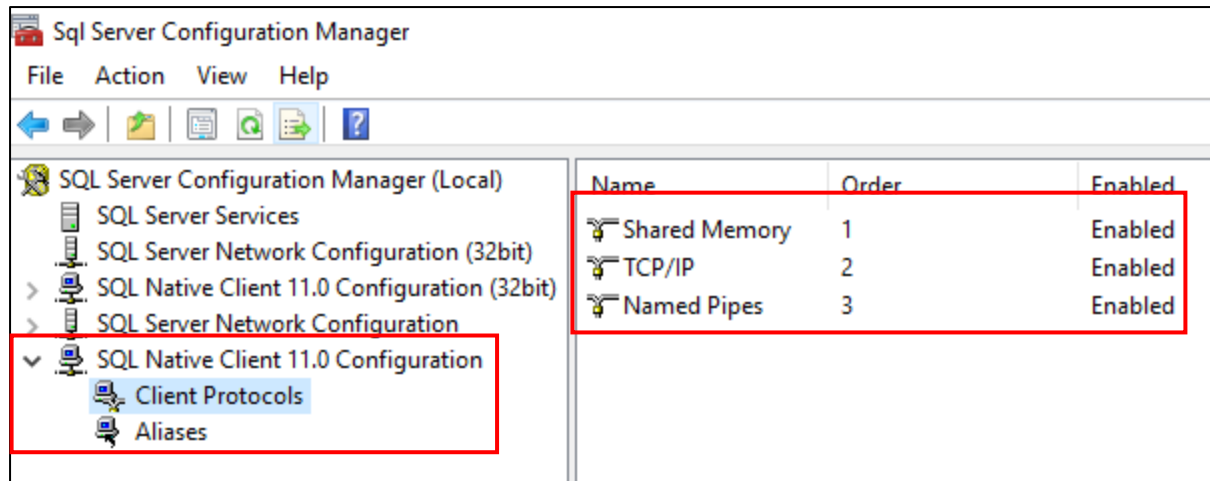 Sql Server Configuration Manager
File Action View Help
SQL Server Configuration Manager (Local)
SQL Server Services
SQL Server Network Configuration (32bit)
SQL Native Client 11.0 Configuration (32bit)
SQL Server Network Configuration
SQL Native Client 11.0 Configuration
Client Protocols
Aliases
Name Order Enabled
Shared Memory 1 Enabled
TCP/IP 2 Enabled
Named Pipes 3 Enabled